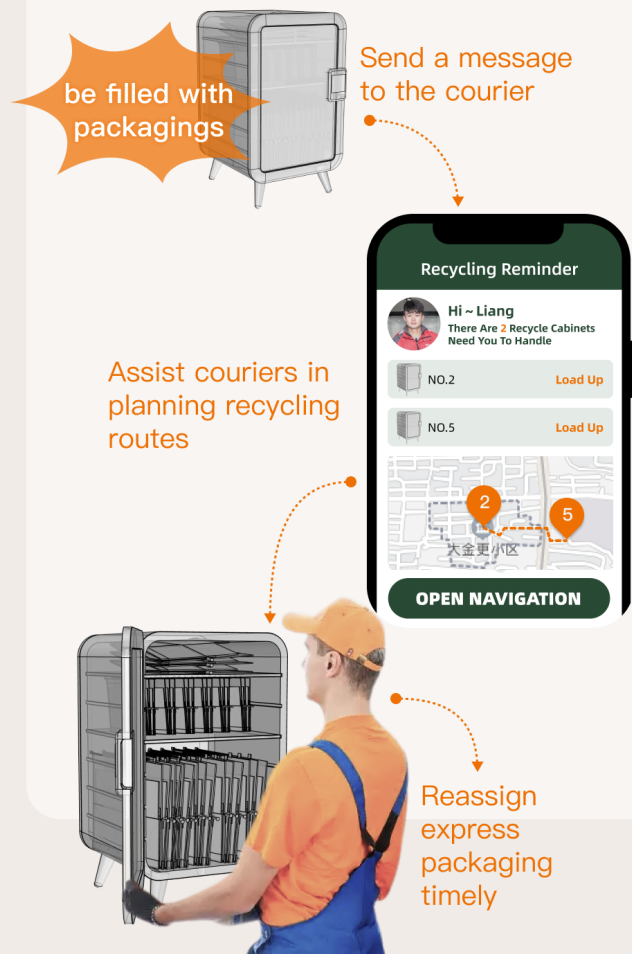 be filled with
packagings
Send a message
to the courier
Recycling Reminder
Hi ~ Liang
There Are 2 Recycle Cabinets
Need You To Handle
NO.2
Load Up
NO.5
Load Up
Assist couriers in
planning recycling
routes
2
5
大金更小区
OPEN NAVIGATION
Reassign
express
packaging
timely